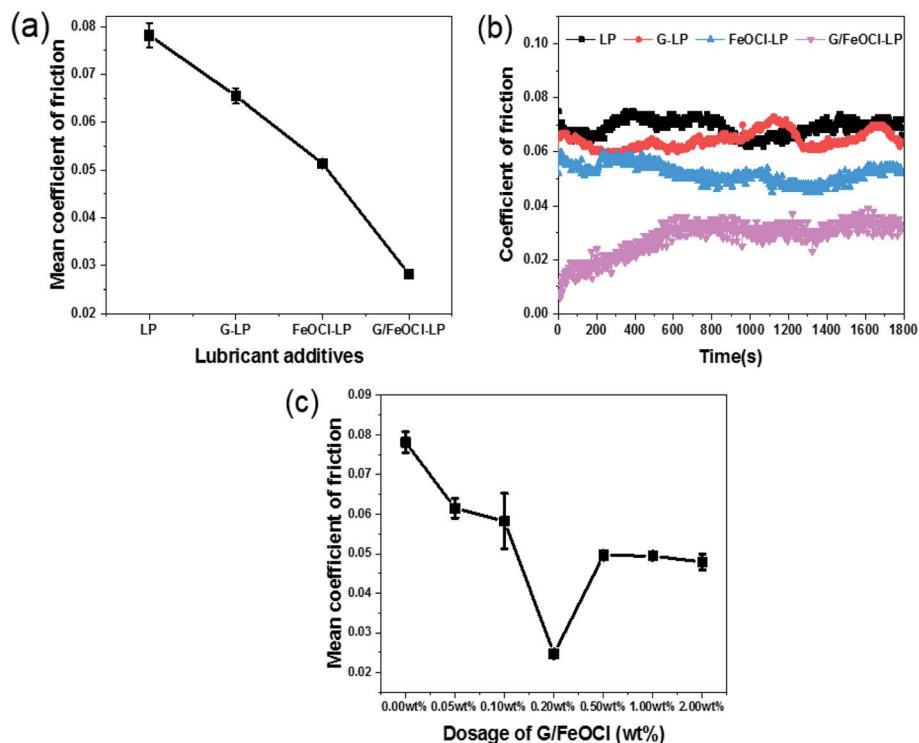 (a)
0.08
0.07
0.06
0.05
0.04
0.03
0.02
Mean coefficient of friction
LP
G-LP
FeOCl-LP
G/FeOCl-LP
Lubricant additives
(b)
LP
G-LP
FeOCl-LP
G/FeOCl-LP
0.10
0.08
0.06
0.04
0.02
0.00
Coefficient of friction
0 200 400 600 800 1000 1200 1400 1600 1800
Time(s)
(c)
0.09
0.08
0.07
0.06
0.05
0.04
0.03
0.02
Mean coefficient of friction
0.00wt% 0.05wt% 0.10wt% 0.20wt% 0.50wt% 1.00wt% 2.00wt%
Dosage of G/FeOCl (wt%)